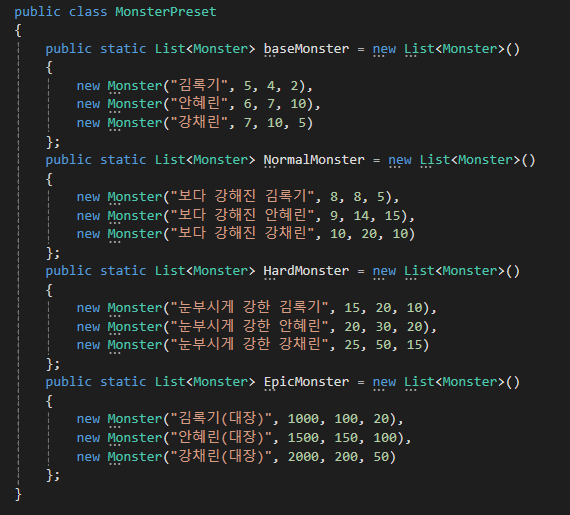 public class MonsterPreset
{
public static List<Monster> baseMonster = new List<Monster>()
{
new Monster("김록기", 5, 4, 2),
new Monster("안혜린", 6, 7, 10),
new Monster("강채린", 7, 10, 5)
};
public static List<Monster> NormalMonster = new List<Monster>()
{
new Monster("보다 강해진 김록기", 8, 8, 5),
new Monster("보다 강해진 안혜린", 9, 14, 15),
new Monster("보다 강해진 강채린", 10, 20, 10)
};
public static List<Monster> HardMonster = new List<Monster>()
{
new Monster("눈부시게 강한 김록기", 15, 20, 10),
new Monster("눈부시게 강한 안혜린", 20, 30, 20),
new Monster("눈부시게 강한 강채린", 25, 50, 15)
};
public static List<Monster> EpicMonster = new List<Monster>()
{
new Monster("김록기(대장)", 1000, 100, 20),
new Monster("안혜린(대장)", 1500, 150, 100),
new Monster("강채린(대장)", 2000, 200, 50)
};
}